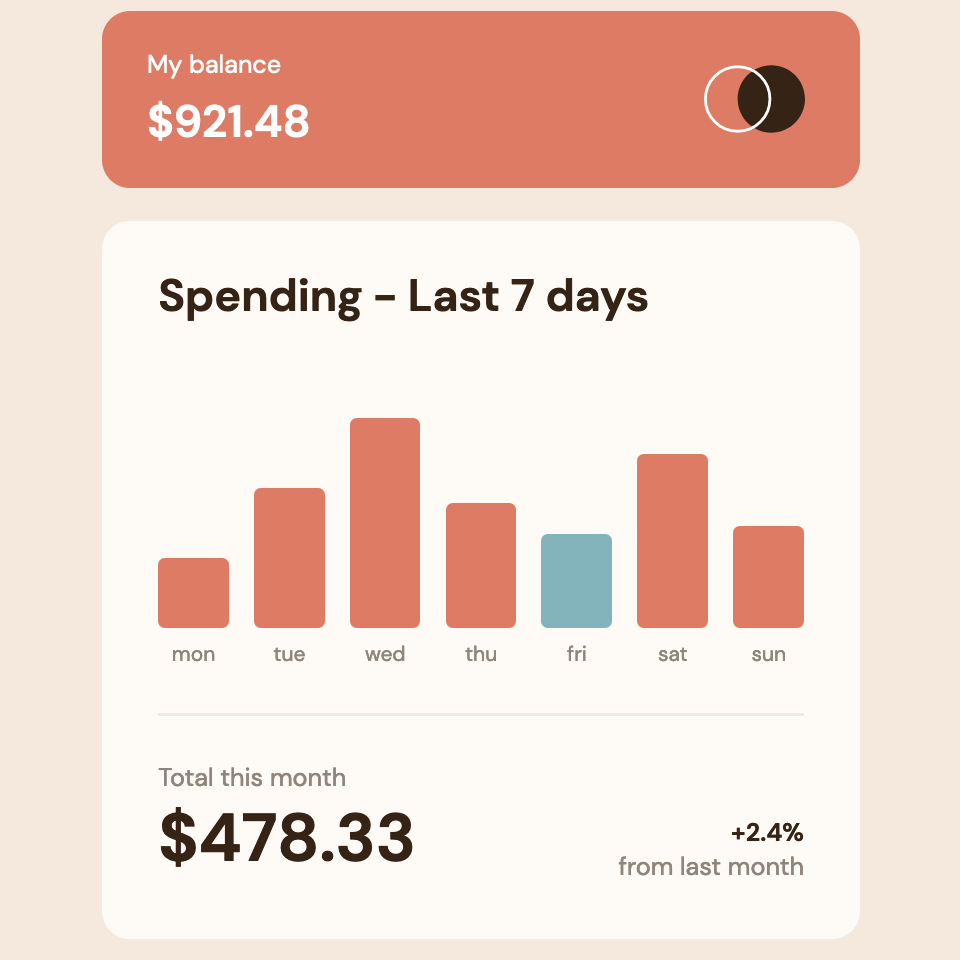 My balance
$921.48
Spending - Last 7 days
mon tue wed thu fri sat sun
Total this month
$478.33
+2.4%
from last month